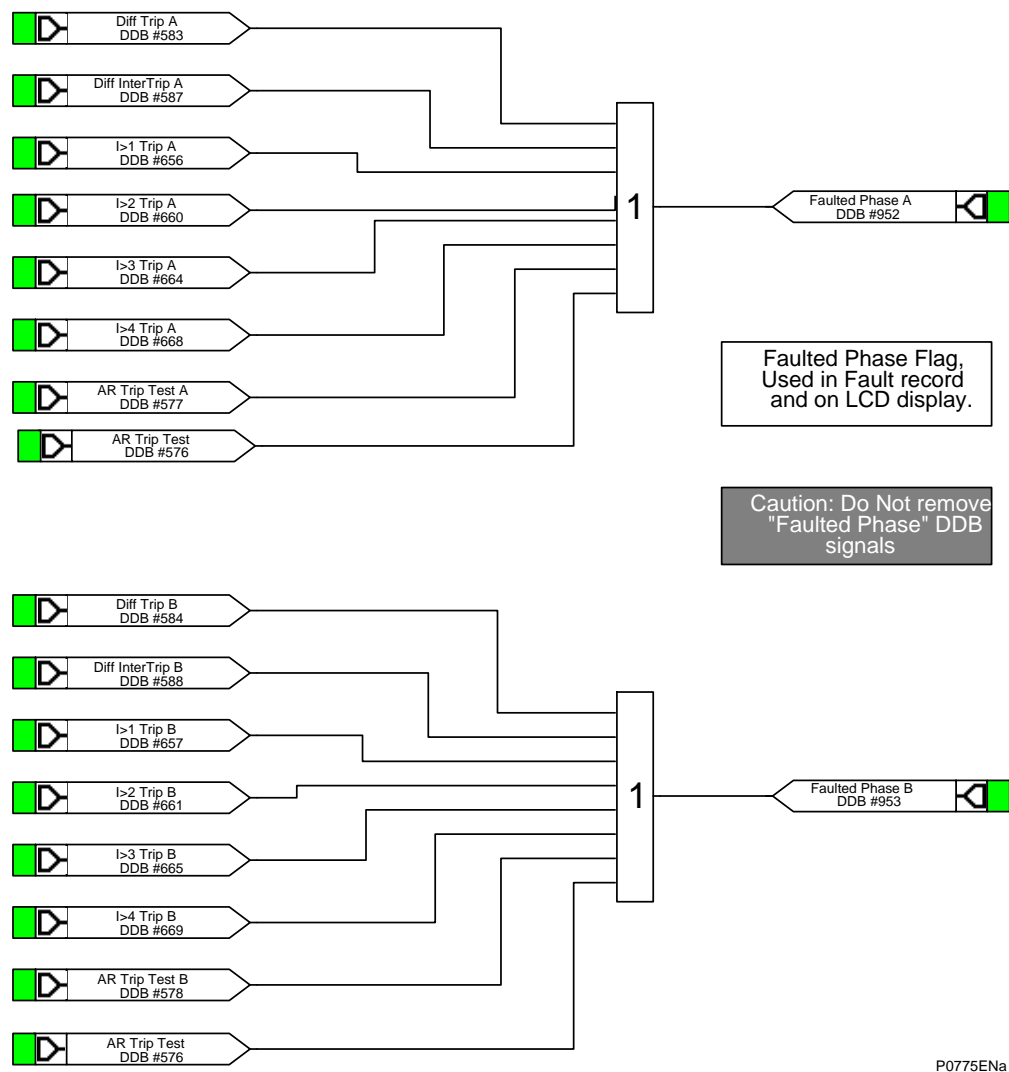 Diff Trip A
DDB #583
Diff InterTrip A
DDB #587
I>1 Trip A
DDB #656
I>2 Trip A
DDB #660
I>3 Trip A
DDB #664
I>4 Trip A
DDB #668
AR Trip Test A
DDB #577
AR Trip Test
DDB #576
1
Faulted Phase A
DDB #952
Faulted Phase Flag,
Used in Fault record
and on LCD display.
Caution: Do Not remove
"Faulted Phase" DDB
signals
Diff Trip B
DDB #584
Diff InterTrip B
DDB #588
I>1 Trip B
DDB #657
I>2 Trip B
DDB #661
I>3 Trip B
DDB #665
I>4 Trip B
DDB #669
AR Trip Test B
DDB #578
AR Trip Test
DDB #576
1
Faulted Phase B
DDB #953
P0775ENa